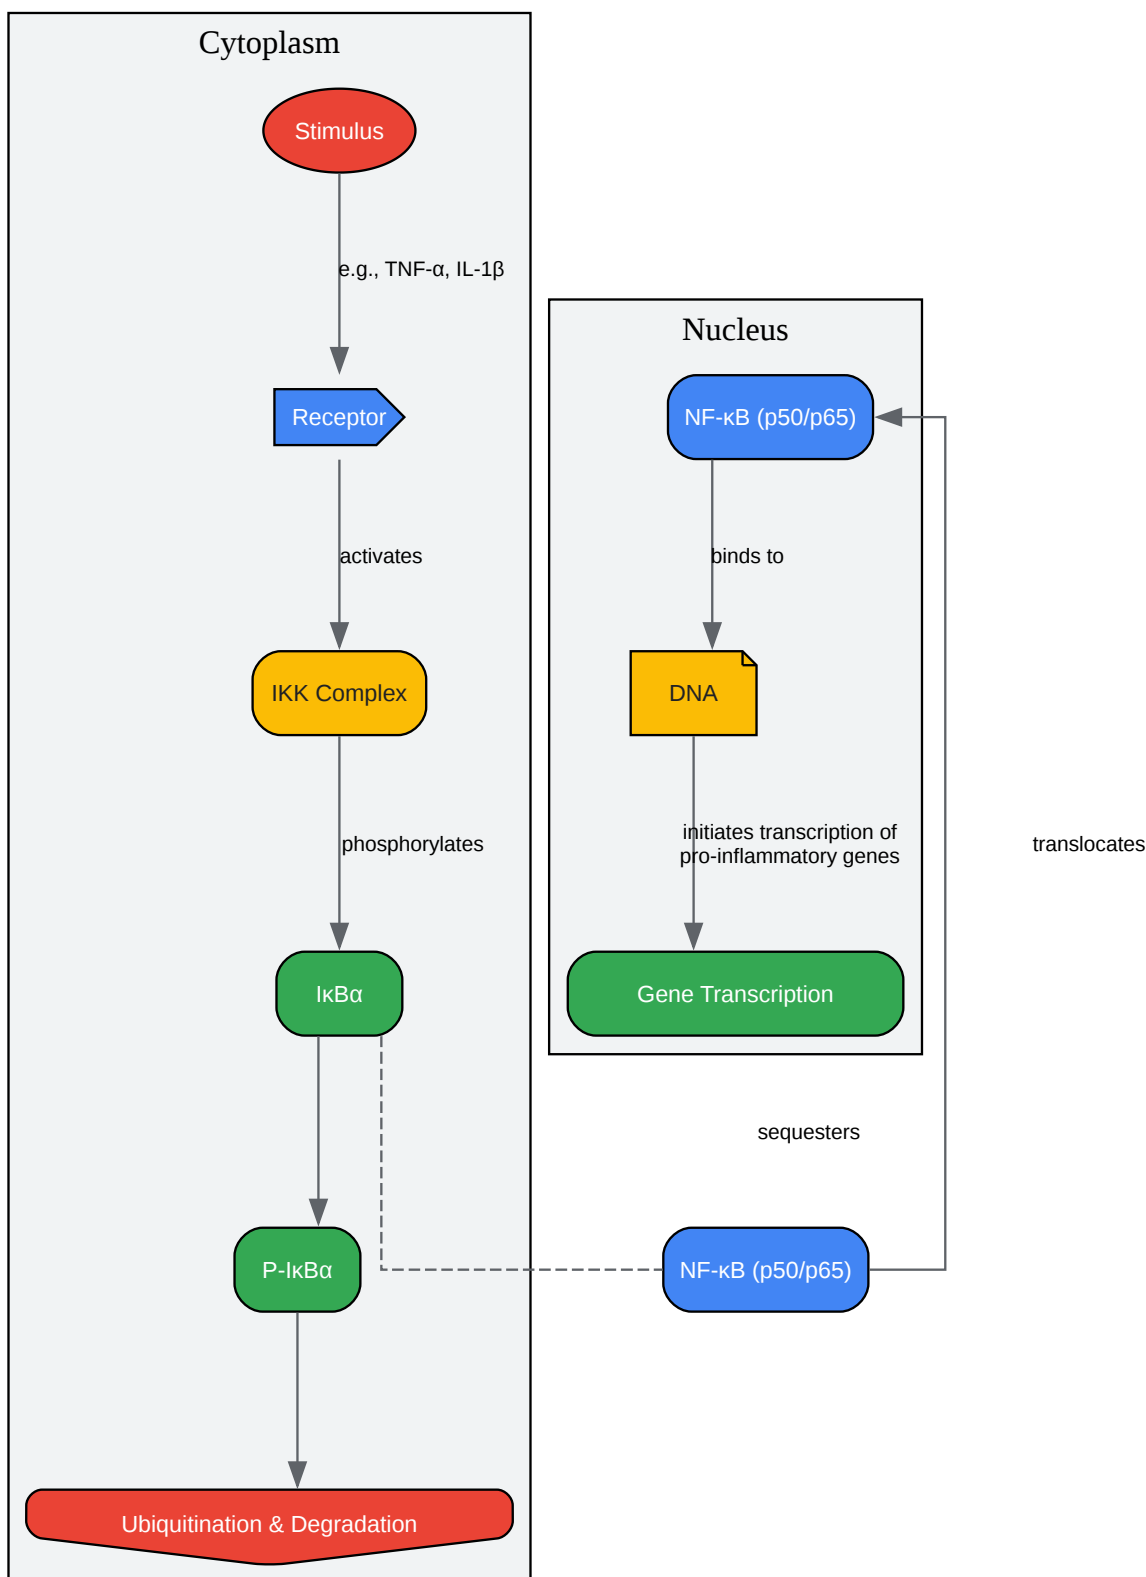 Cytoplasm
Stimulus
e.g., TNF-α, IL-1β
Receptor
activates
IKK Complex
phosphorylates
IκBα
P-IκBα
Ubiquitination & Degradation
Nucleus
NF-κB (p50/p65)
binds to
DNA
initiates transcription of
pro-inflammatory genes
Gene Transcription
sequesters
NF-κB (p50/p65)
translocates